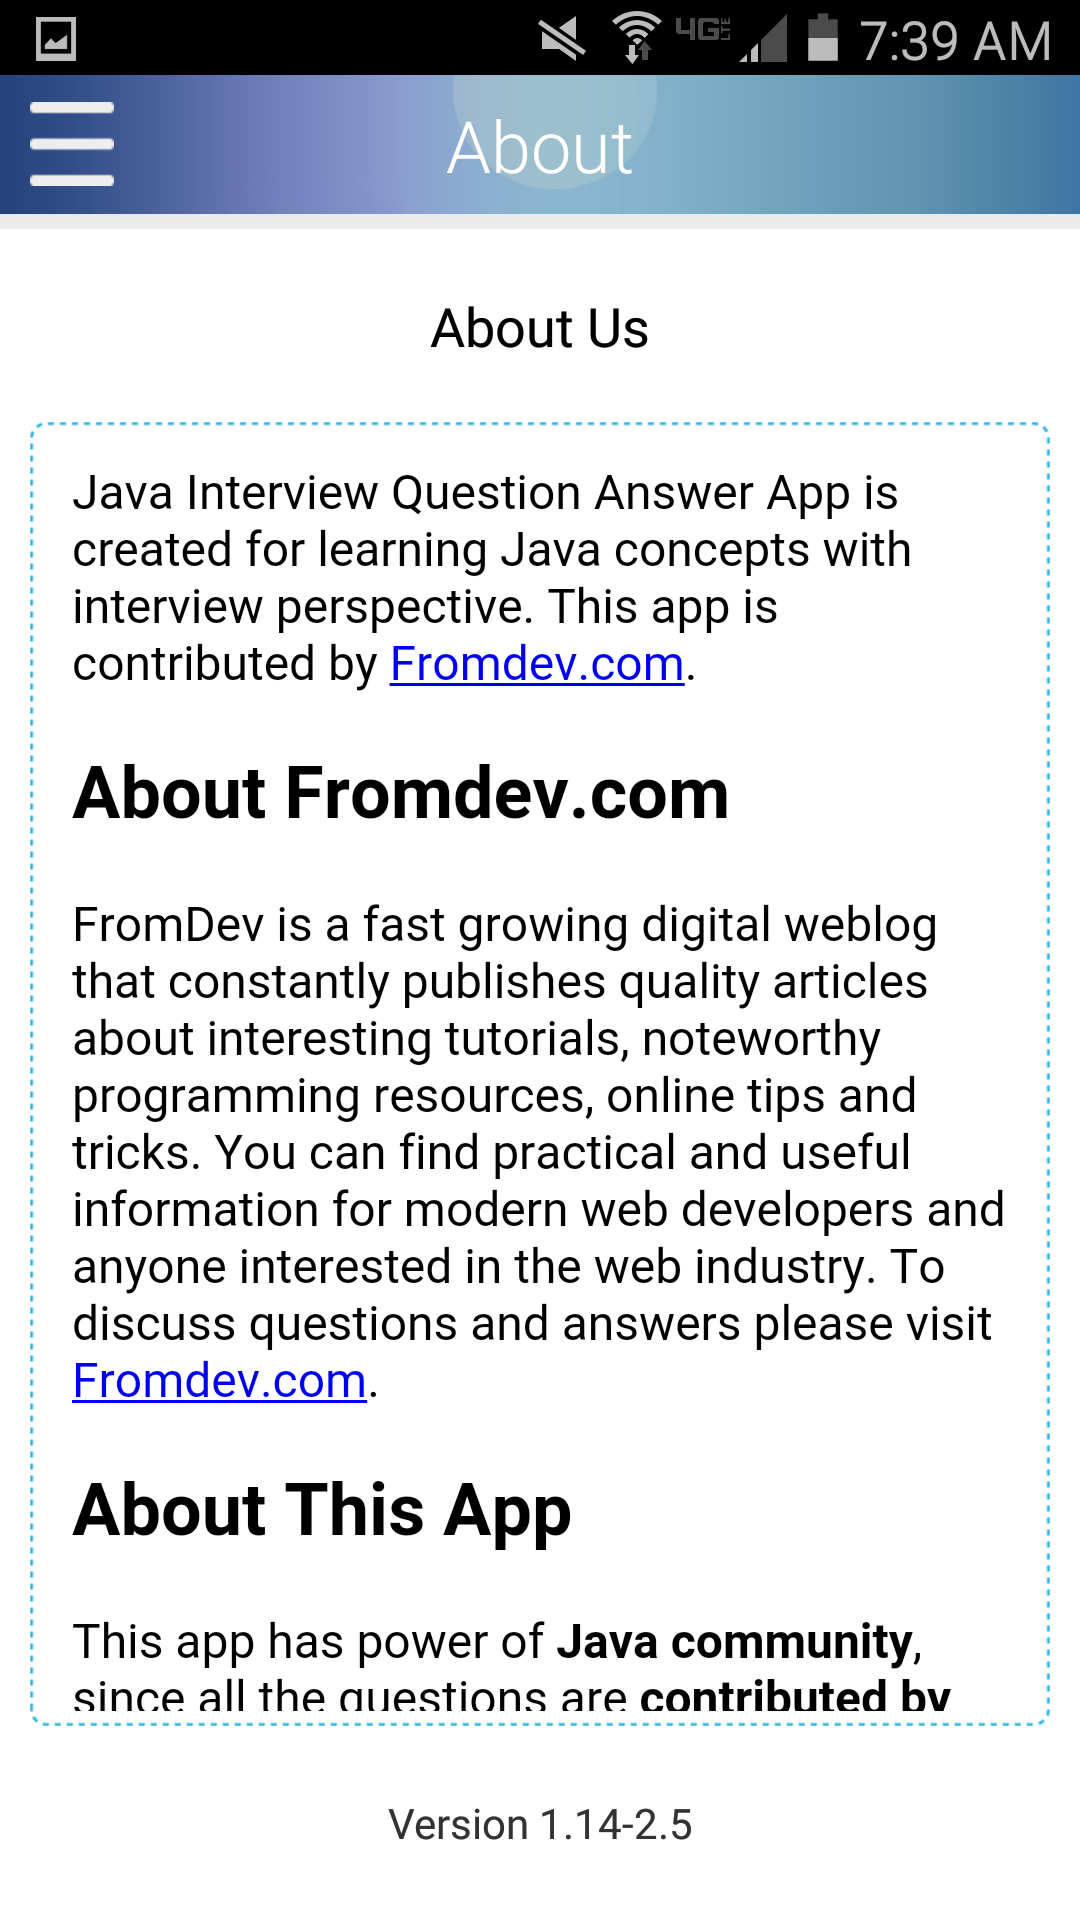 4G LTE 7:39 AM
About
About Us
Java Interview Question Answer App is
created for learning Java concepts with
interview perspective. This app is
contributed by Fromdev.com.
About Fromdev.com
FromDev is a fast growing digital weblog
that constantly publishes quality articles
about interesting tutorials, noteworthy
programming resources, online tips and
tricks. You can find practical and useful
information for modern web developers and
anyone interested in the web industry. To
discuss questions and answers please visit
Fromdev.com.
About This App
This app has power of Java community,
since all the questions are contributed by
Version 1.14-2.5